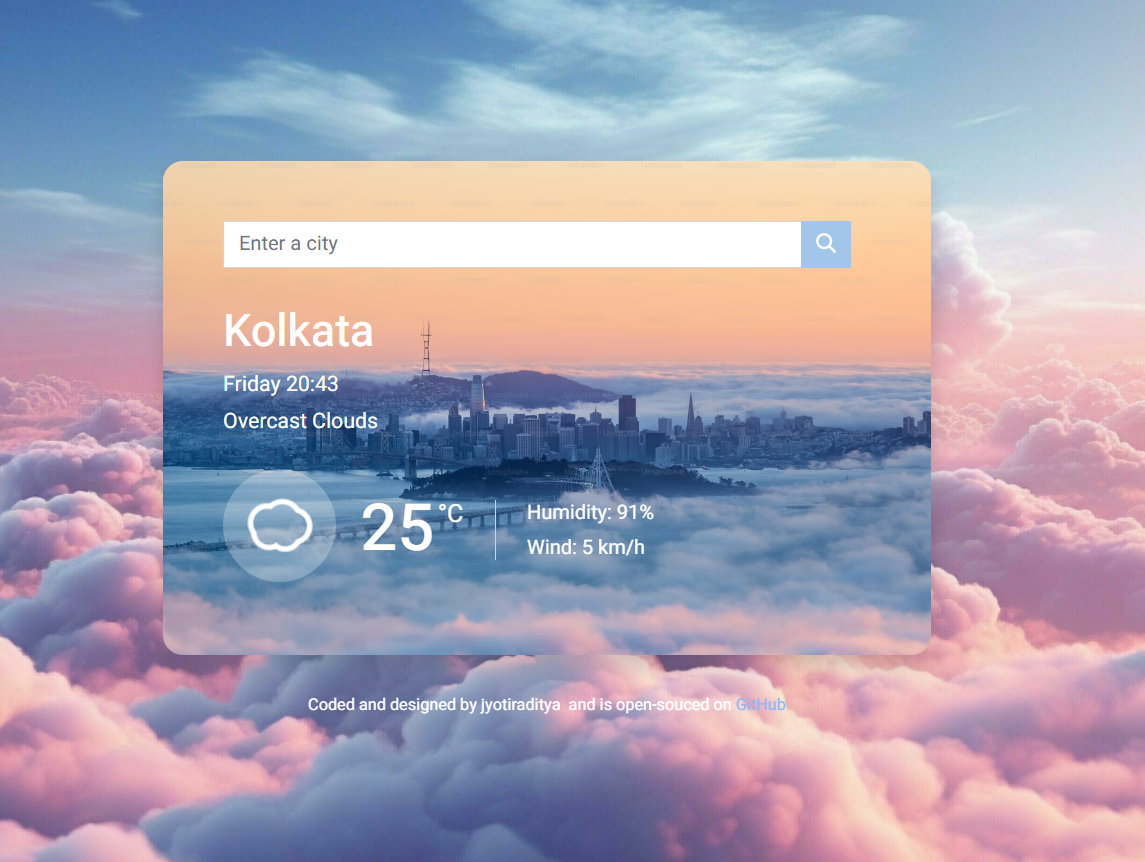 Enter a city
Kolkata
Friday 20:43
Overcast Clouds
25 °C
Humidity: 91%
Wind: 5 km/h
Coded and designed by jyotiraditya and is open-souced on GitHub